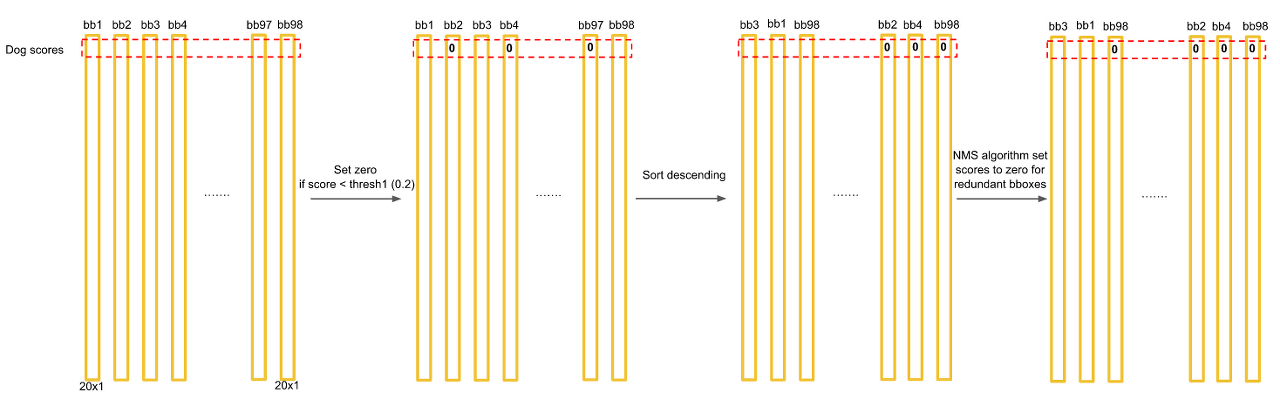 bb1 bb2 bb3 bb4 bb97 bb98
bb1 bb2 bb3 bb4 bb97 bb98
bb3 bb1 bb98 bb2 bb4 bb98
bb3 bb1 bb98 bb2 bb4 bb98
Dog scores
0 0 0
0 0 0
0 0 0 0
.......
Set zero
if score < thresh1 (0.2)
.......
Sort descending
.......
NMS algorithm set
scores to zero for
redundant bboxes
.......
20x1 20x1